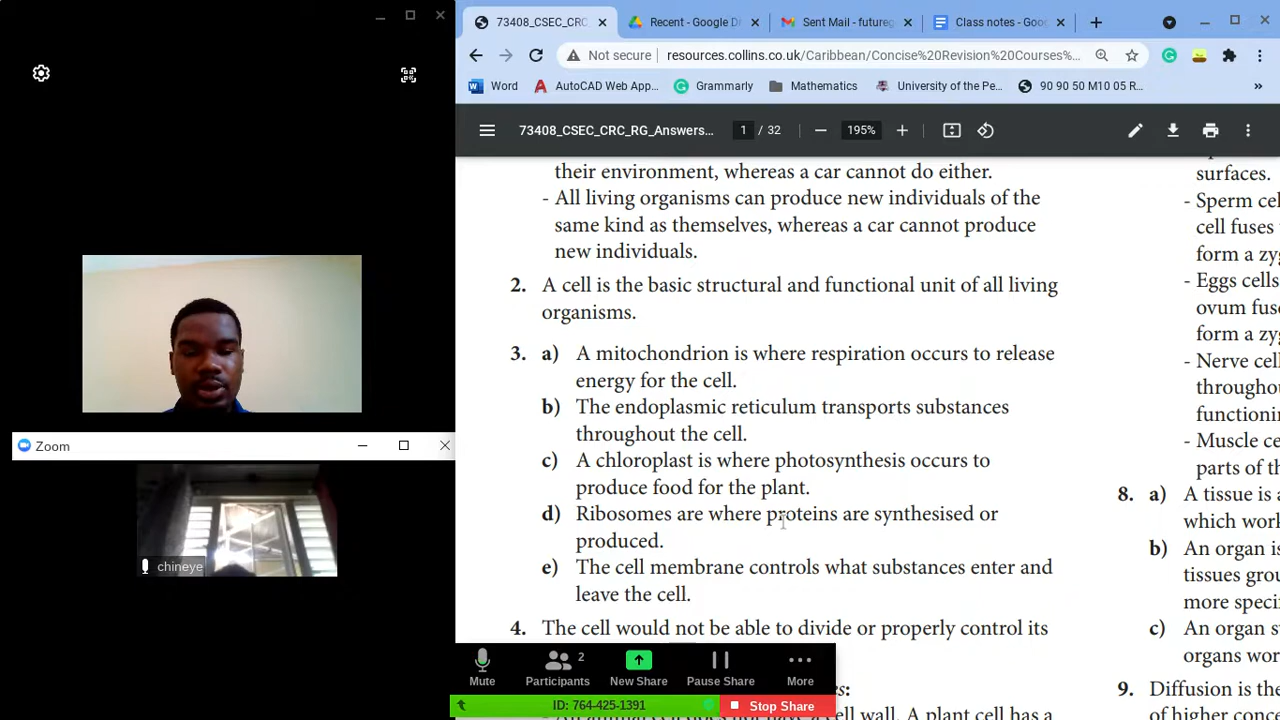 73408_CSEC_CRC
Recent - Google D
Sent Mail - futureg
Class notes - Goo
Not secure
resources.collins.co.uk/Caribbean/Concise%20Revision%20Courses%...
Word
AutoCAD Web App...
Grammarly
Mathematics
University of the Pe...
90 90 50 M10 05 R...
»
73408_CSEC_CRC_RG_Answers...
1 / 32
195%
their environment, whereas a car cannot do either.
- All living organisms can produce new individuals of the
same kind as themselves, whereas a car cannot produce
new individuals.
2. A cell is the basic structural and functional unit of all living
organisms.
3. a) A mitochondrion is where respiration occurs to release
energy for the cell.
b) The endoplasmic reticulum transports substances
throughout the cell.
c) A chloroplast is where photosynthesis occurs to
produce food for the plant.
d) Ribosomes are where proteins are synthesised or
produced.
e) The cell membrane controls what substances enter and
leave the cell.
4. The cell would not be able to divide or properly control its
surfaces.
- Sperm cel
cell fuses
form a zy
- Eggs cells
ovum fuse
form a zy
- Nerve cel
throughou
functionin
- Muscle ce
parts of th
8. a) A tissue is a
which work
b) An organ is
tissues grou
more speci
c) An organ s
organs wor
9. Diffusion is the
of higher conc
Zoom
chineye
Mute
Participants
2
New Share
Pause Share
More
ID: 764-425-1391
Stop Share